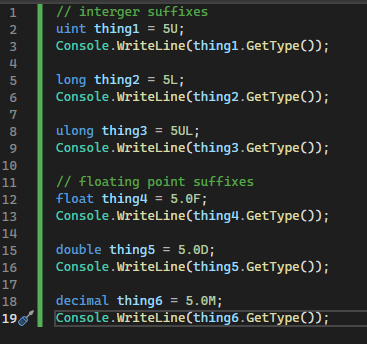 1 // interger suffixes
2 uint thing1 = 5U;
3 Console.WriteLine(thing1.GetType());
4
5 long thing2 = 5L;
6 Console.WriteLine(thing2.GetType());
7
8 ulong thing3 = 5UL;
9 Console.WriteLine(thing3.GetType());
10
11 // floating point suffixes
12 float thing4 = 5.0F;
13 Console.WriteLine(thing4.GetType());
14
15 double thing5 = 5.0D;
16 Console.WriteLine(thing5.GetType());
17
18 decimal thing6 = 5.0M;
19 Console.WriteLine(thing6.GetType());